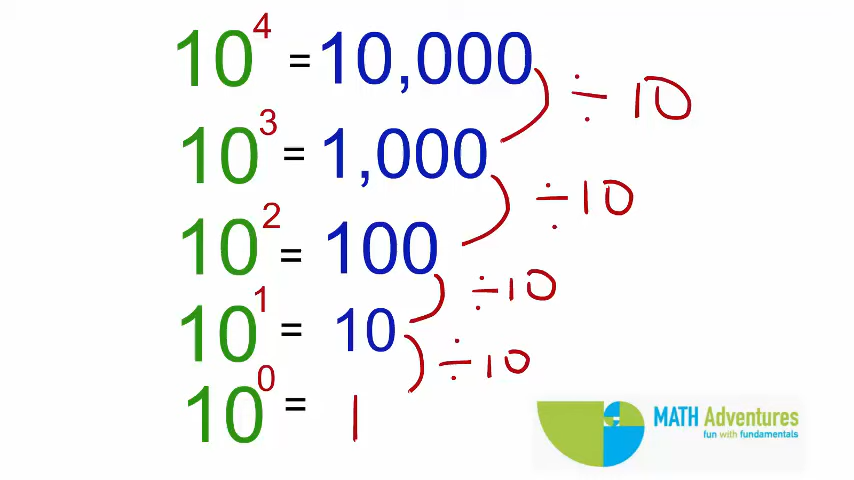 10^4 = 10,000
÷ 10
10^3 = 1,000
÷10
10^2 = 100
÷10
10^1 = 10
÷10
10^0 = 1
MATH Adventures
fun with fundamentals